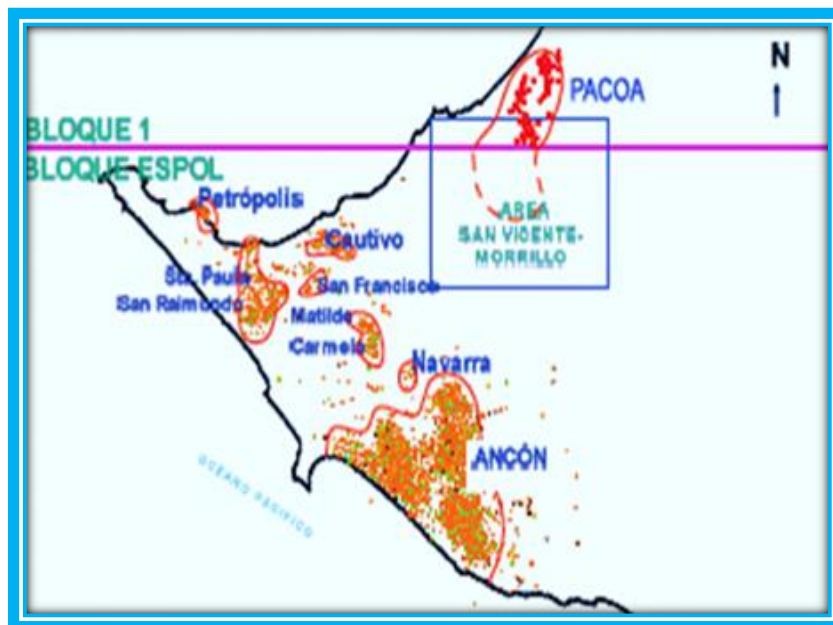 N
PACOA
BLOQUE 1
BLOQUE ESPOL
Petrópolis
AREA
SAN VICENTE-
MORRILLO
Cautivo
Sta. Paula
San Francisco
San Raimundo
Matilde
Carmela
Navarra
ANCÓN
OCEANO PACIFICO